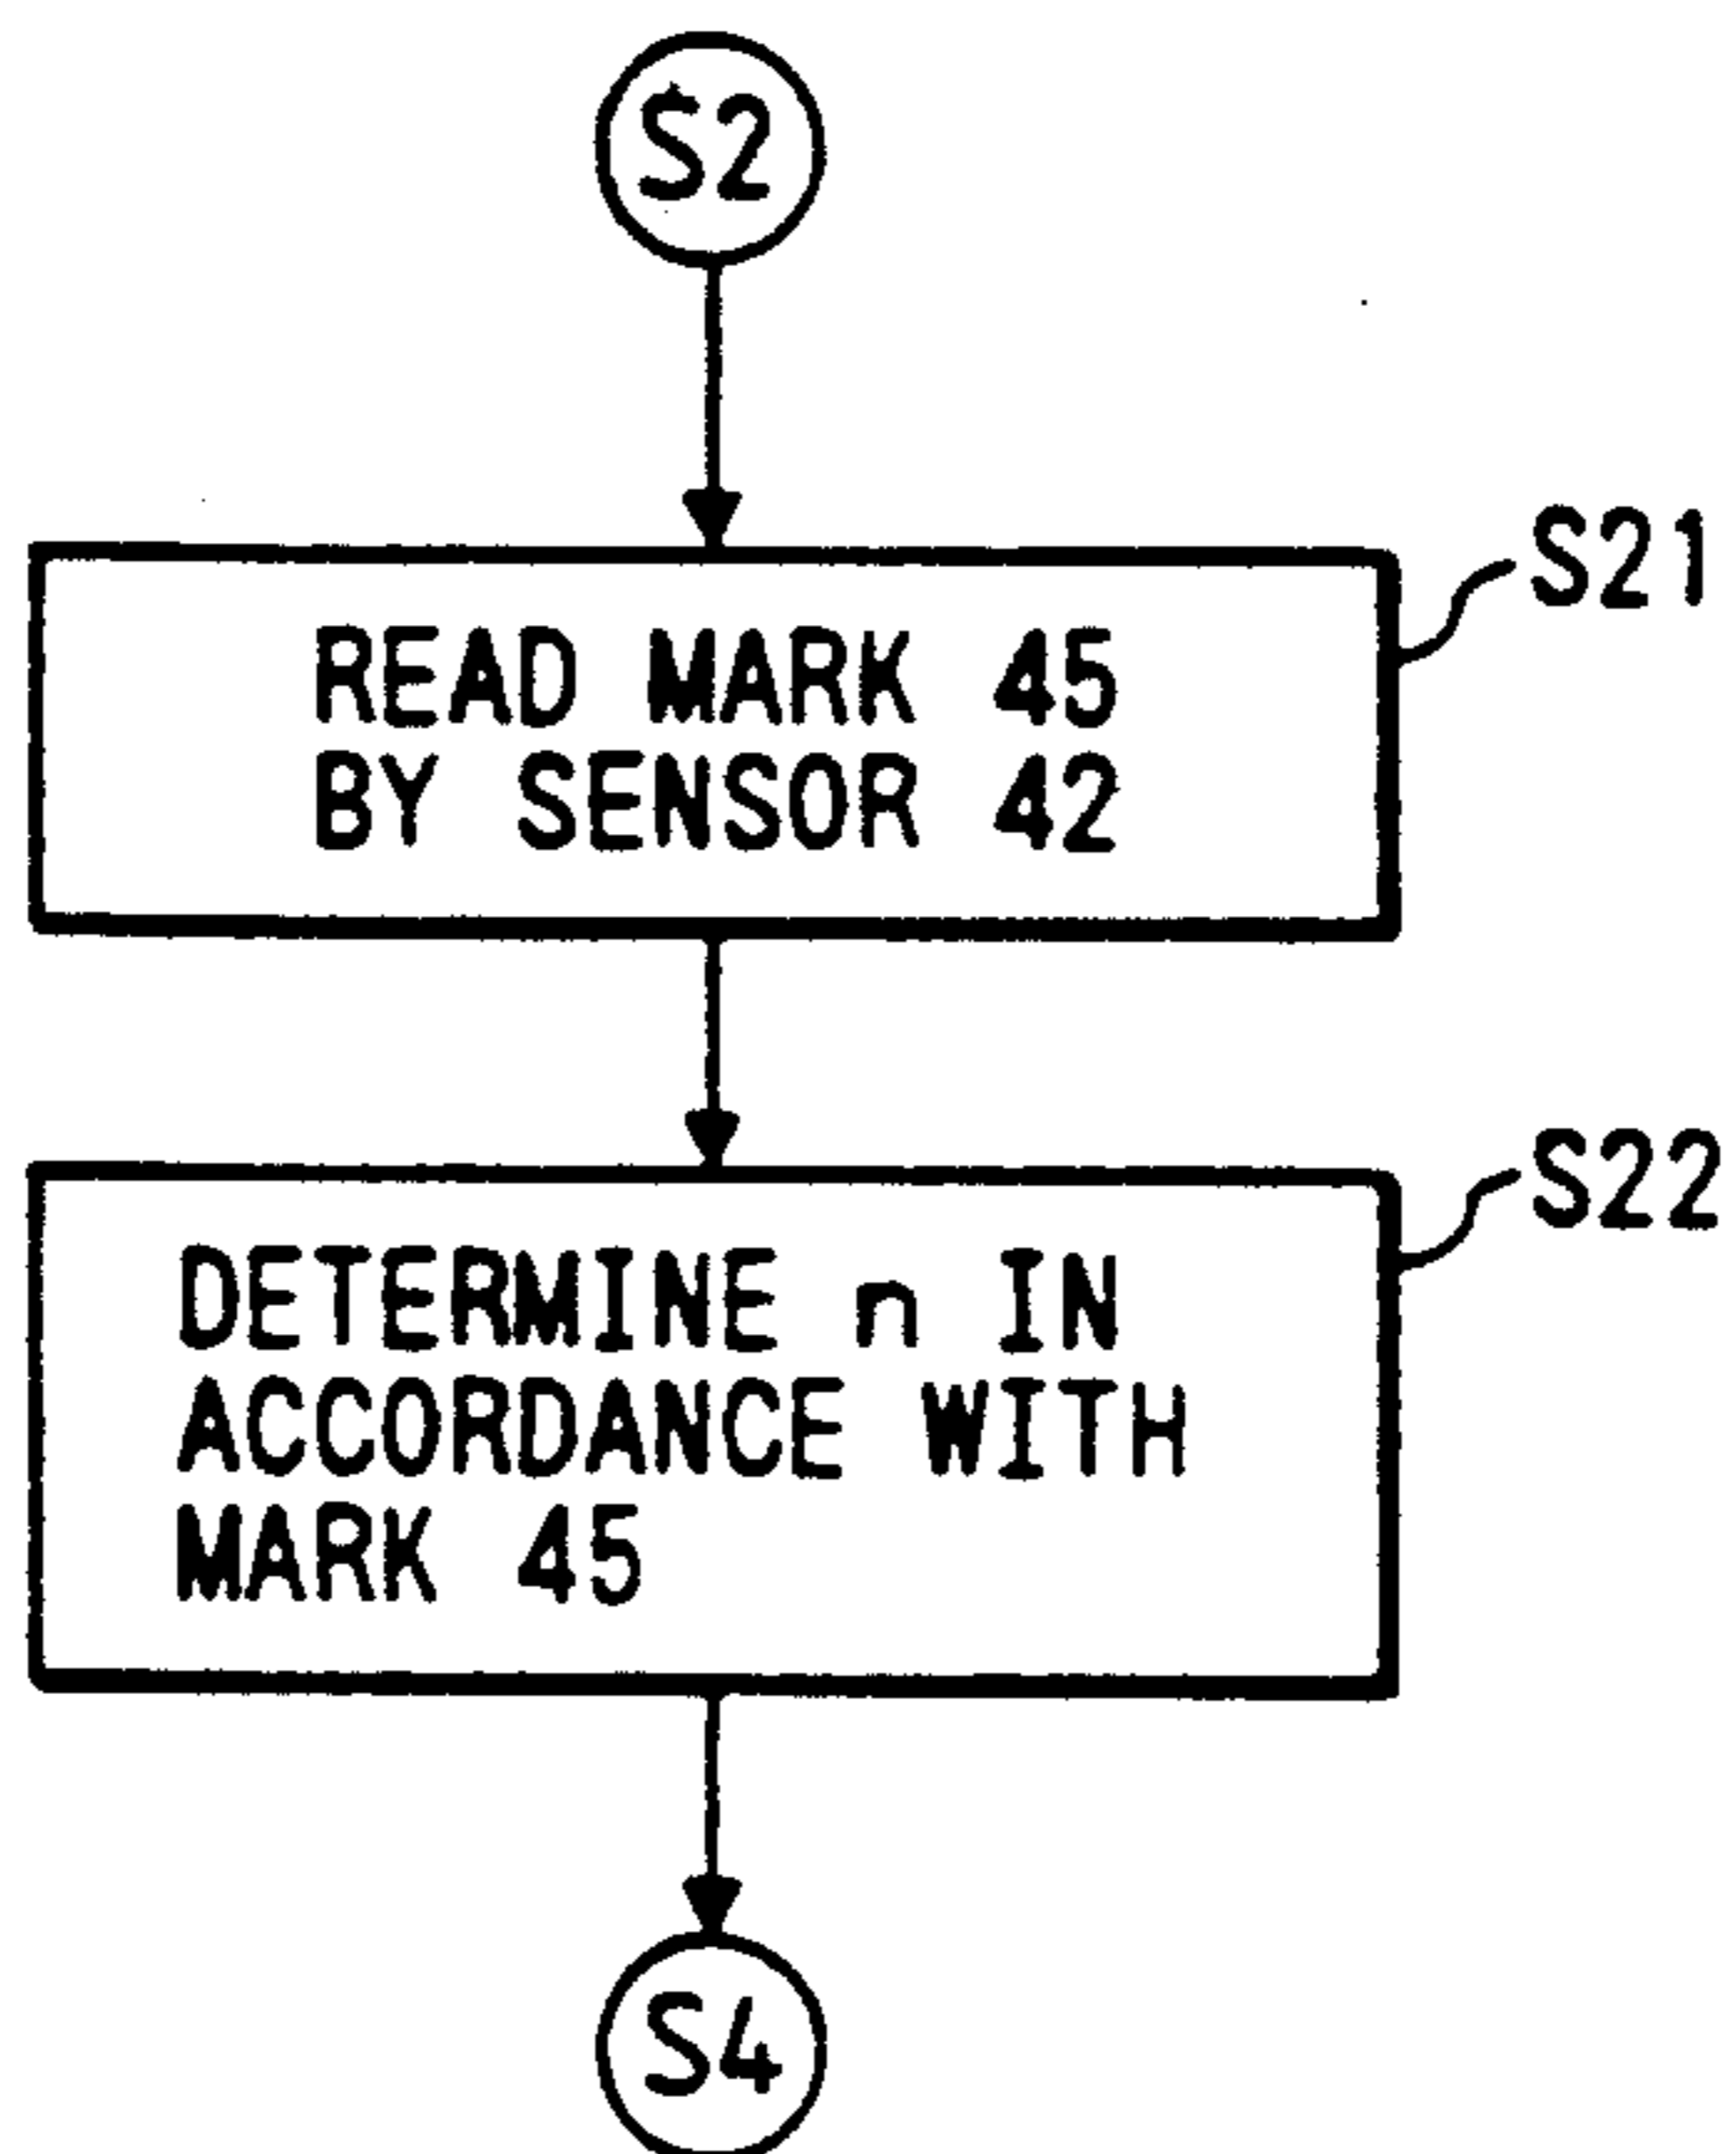 S2
S21
READ MARK 45
BY SENSOR 42
S22
DETERMINE n IN
ACCORDANCE WITH
MARK 45
S4